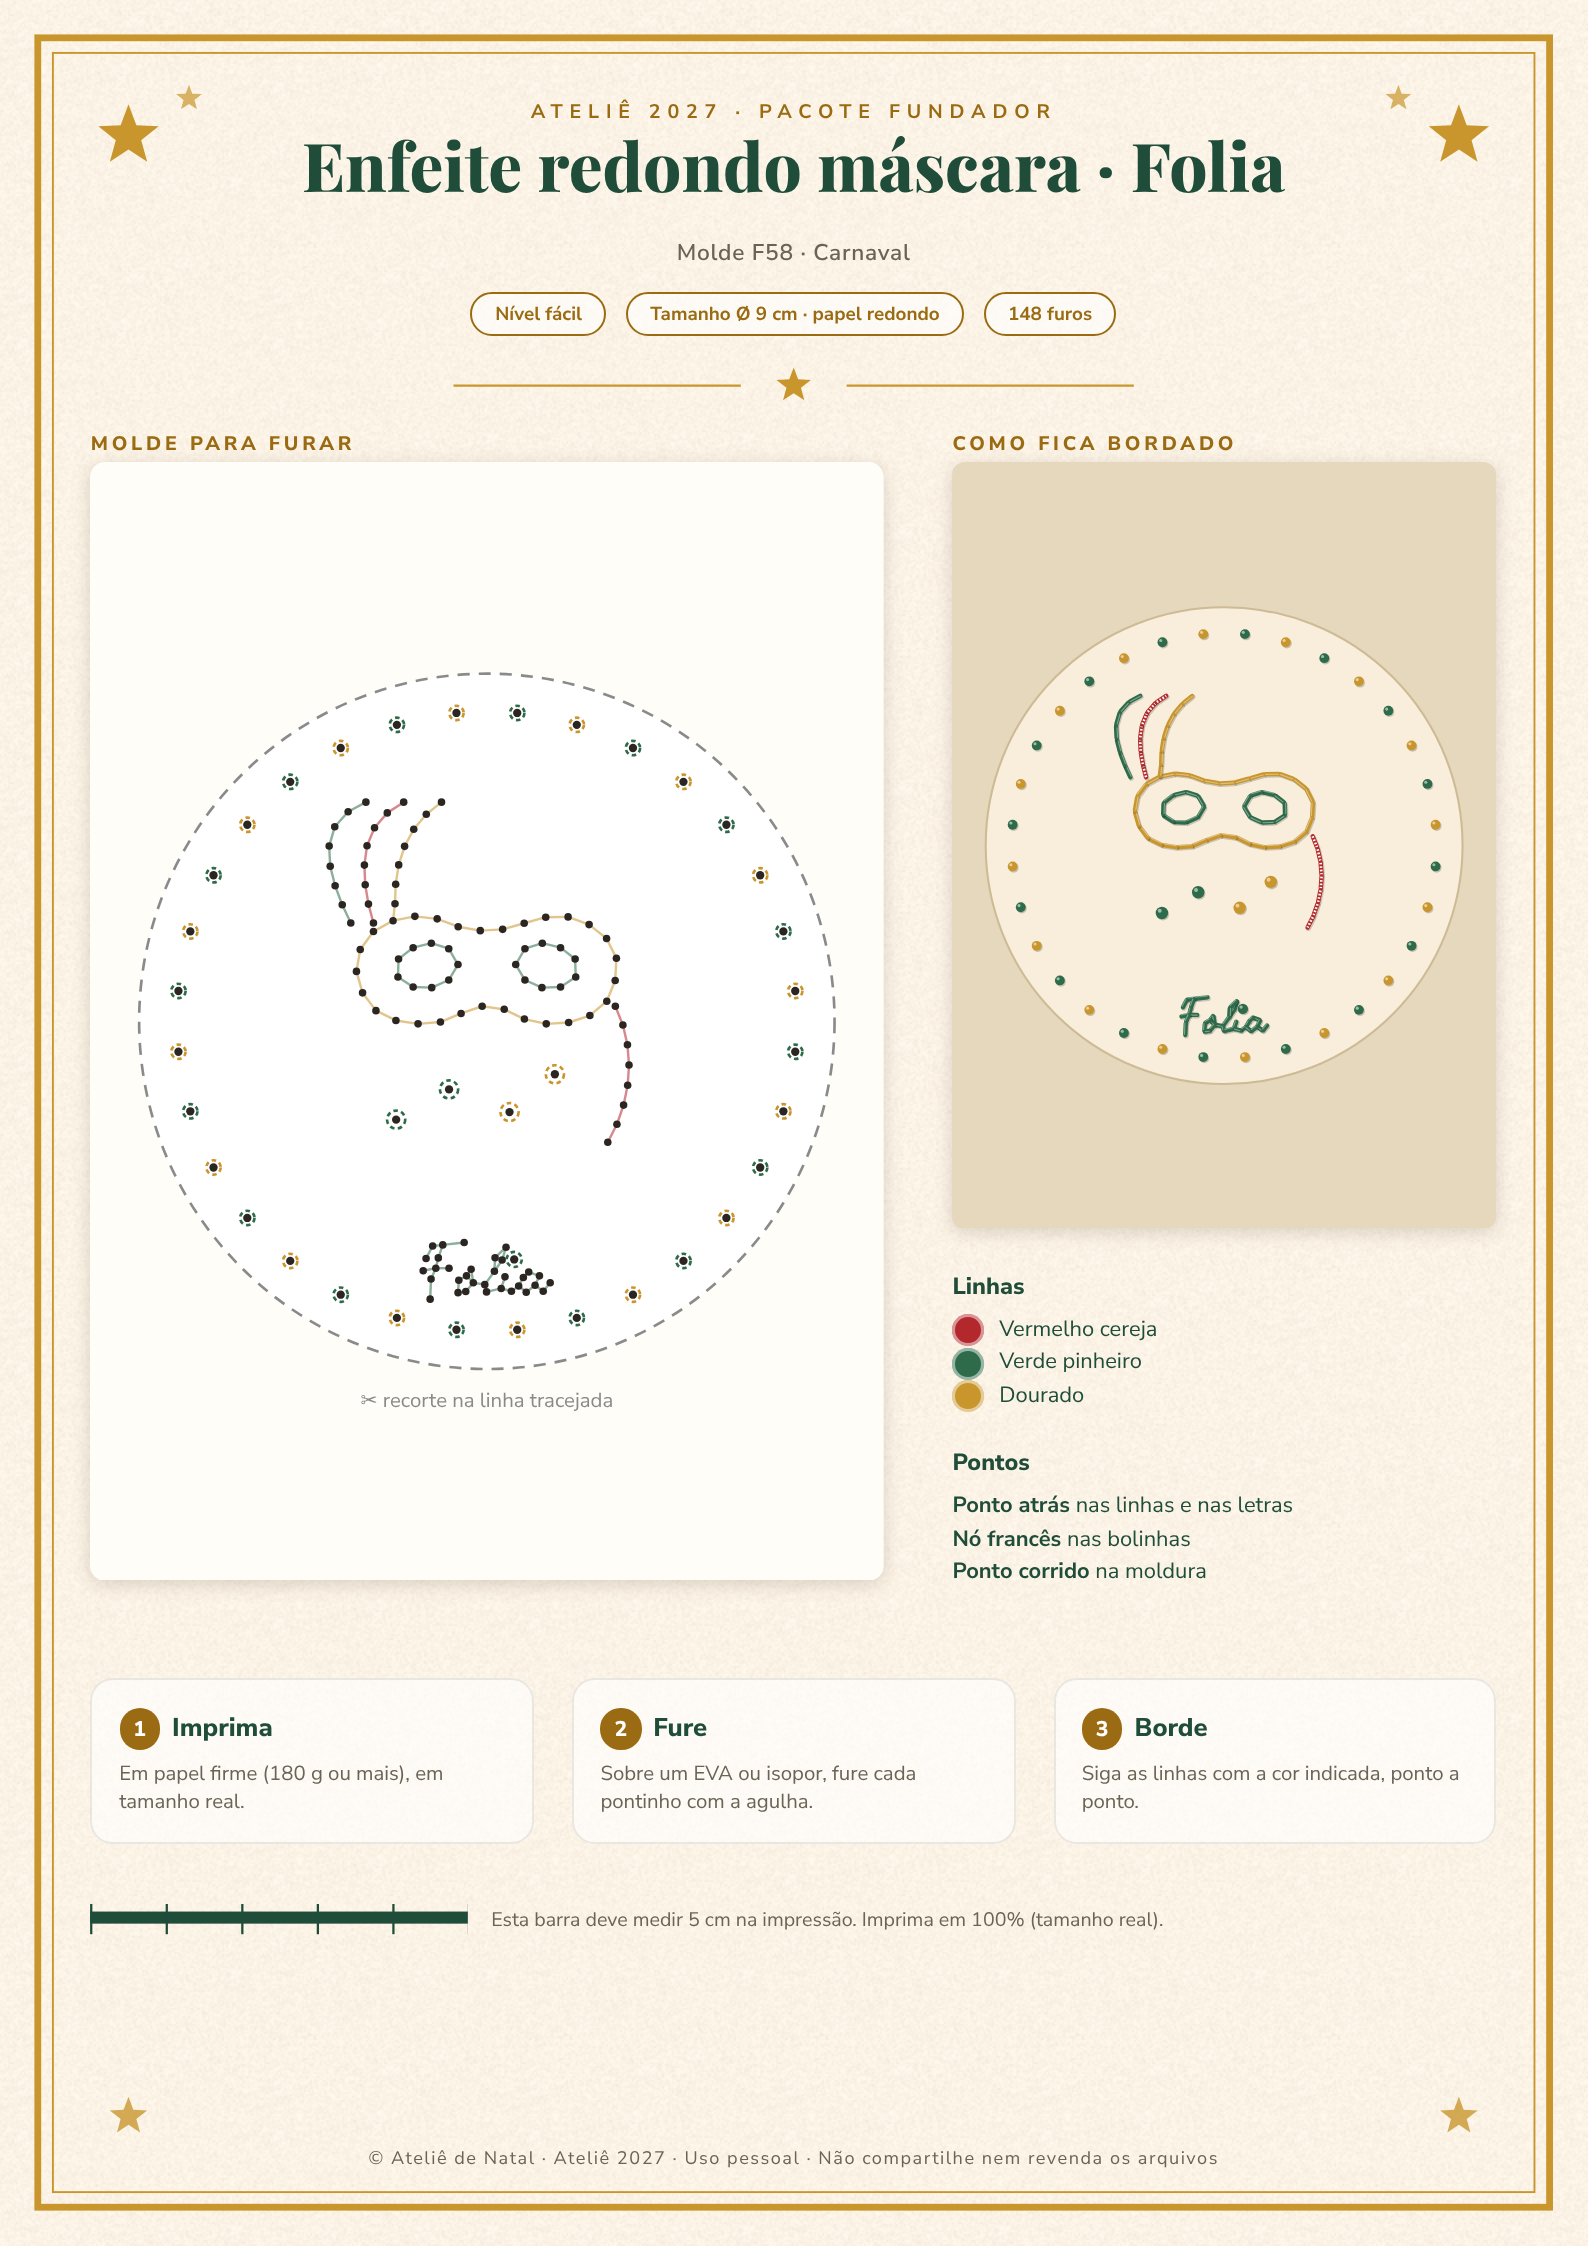 ATELIÊ 2027 · PACOTE FUNDADOR
Enfeite redondo máscara · Folia
Molde F58 · Carnaval
Nível fácil
Tamanho Ø 9 cm · papel redondo
148 furos
MOLDE PARA FURAR
Folia
✂ recorte na linha tracejada
COMO FICA BORDADO
Folia
Linhas
Vermelho cereja
Verde pinheiro
Dourado
Pontos
Ponto atrás nas linhas e nas letras
Nó francês nas bolinhas
Ponto corrido na moldura
1 Imprima
Em papel firme (180 g ou mais), em
tamanho real.
2 Fure
Sobre um EVA ou isopor, fure cada
pontinho com a agulha.
3 Borde
Siga as linhas com a cor indicada, ponto a
ponto.
Esta barra deve medir 5 cm na impressão. Imprima em 100% (tamanho real).
© Ateliê de Natal · Ateliê 2027 · Uso pessoal · Não compartilhe nem revenda os arquivos